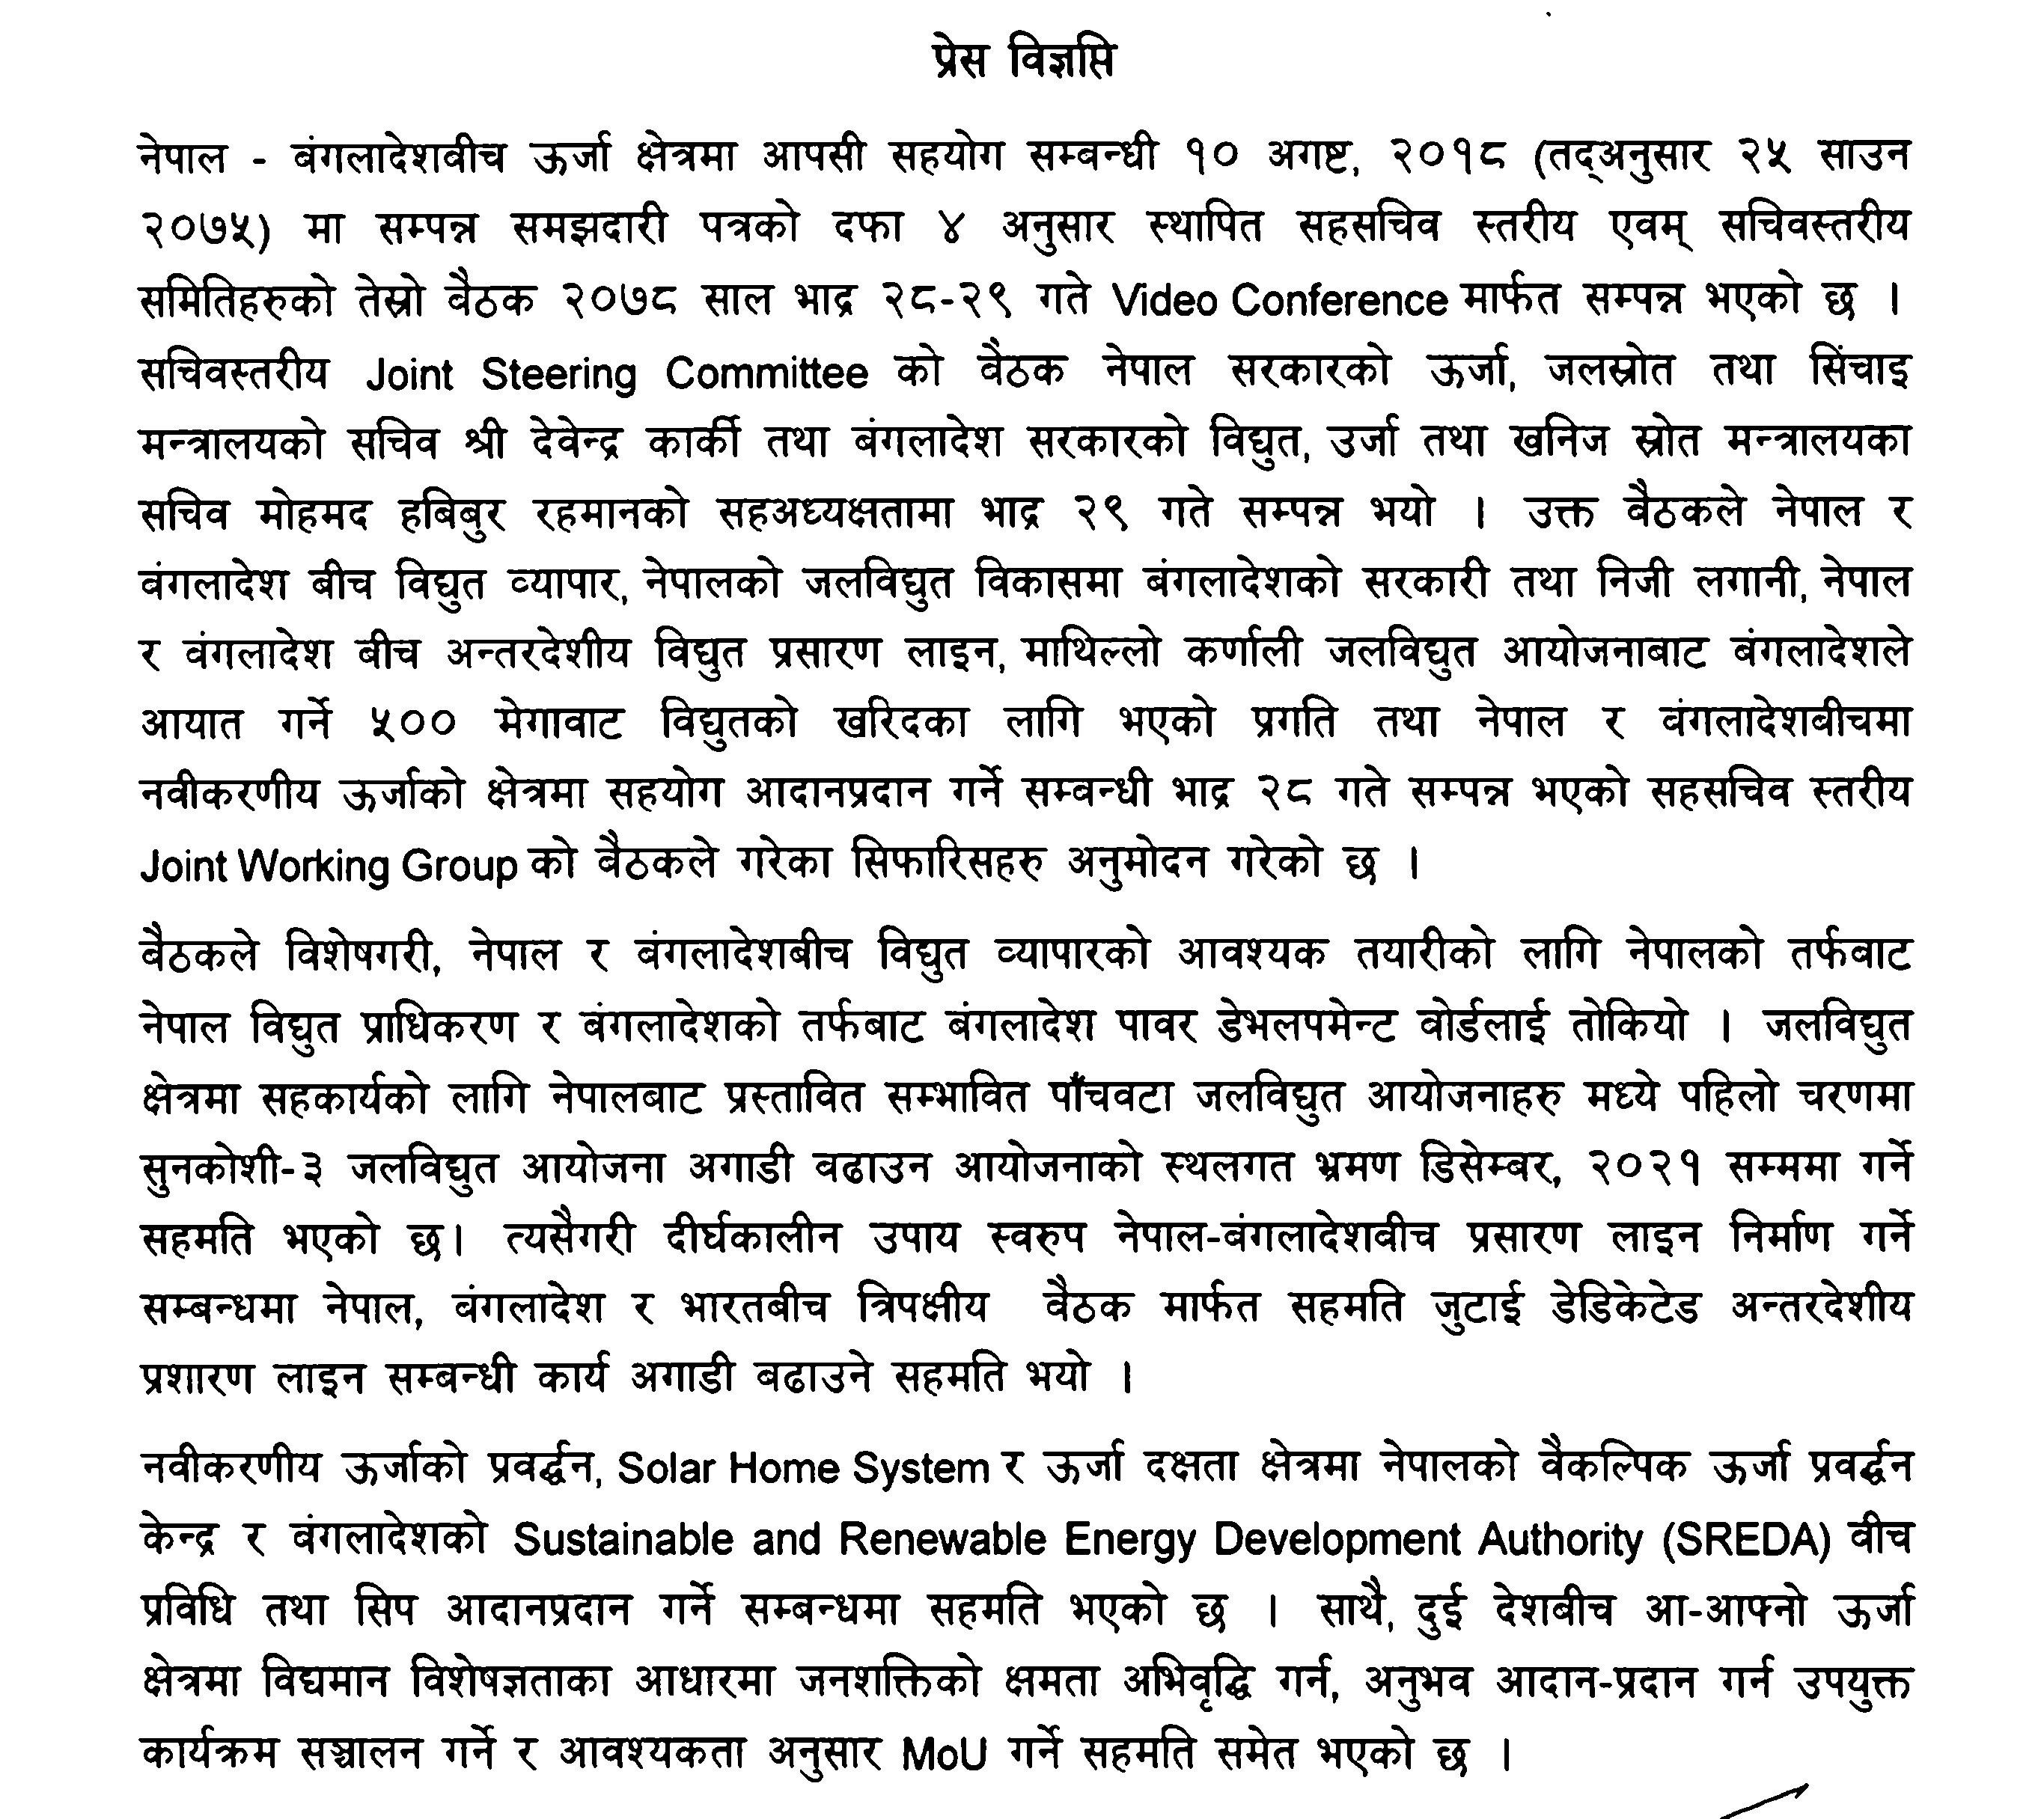 प्रेस विज्ञप्ति
नेपाल - बंगलादेशबीच ऊर्जा क्षेत्रमा आपसी सहयोग सम्बन्धी १० अगष्ट, २०१८ (तद्अनुसार २५ साउन
२०७५) मा सम्पन्न समझदारी पत्रको दफा ४ अनुसार स्थापित सहसचिव स्तरीय एवम् सचिवस्तरीय
समितिहरुको तेस्रो बैठक २०७८ साल भाद्र २८-२९ गते Video Conference मार्फत सम्पन्न भएको छ ।
सचिवस्तरीय Joint Steering Committee को बैठक नेपाल सरकारको ऊर्जा, जलस्रोत तथा सिंचाइ
मन्त्रालयको सचिव श्री देवेन्द्र कार्की तथा बंगलादेश सरकारको विद्युत, उर्जा तथा खनिज स्रोत मन्त्रालयका
सचिव मोहमद हबिबुर रहमानको सहअध्यक्षतामा भाद्र २९ गते सम्पन्न भयो । उक्त बैठकले नेपाल र
बंगलादेश बीच विद्युत व्यापार, नेपालको जलविद्युत विकासमा बंगलादेशको सरकारी तथा निजी लगानी, नेपाल
र बंगलादेश बीच अन्तरदेशीय विद्युत प्रसारण लाइन, माथिल्लो कर्णाली जलविद्युत आयोजनाबाट बंगलादेशले
आयात गर्ने ५०० मेगावाट विद्युतको खरिदका लागि भएको प्रगति तथा नेपाल र बंगलादेशबीचमा
नवीकरणीय ऊर्जाको क्षेत्रमा सहयोग आदानप्रदान गर्ने सम्बन्धी भाद्र २८ गते सम्पन्न भएको सहसचिव स्तरीय
Joint Working Group को बैठकले गरेका सिफारिसहरु अनुमोदन गरेको छ ।
बैठकले विशेषगरी, नेपाल र बंगलादेशबीच विद्युत व्यापारको आवश्यक तयारीको लागि नेपालको तर्फबाट
नेपाल विद्युत प्राधिकरण र बंगलादेशको तर्फबाट बंगलादेश पावर डेभलपमेन्ट बोर्डलाई तोकियो । जलविद्युत
क्षेत्रमा सहकार्यको लागि नेपालबाट प्रस्तावित सम्भावित पाँचवटा जलविद्युत आयोजनाहरु मध्ये पहिलो चरणमा
सुनकोशी-३ जलविद्युत आयोजना अगाडी बढाउन आयोजनाको स्थलगत भ्रमण डिसेम्बर, २०२१ सम्ममा गर्ने
सहमति भएको छ। त्यसैगरी दीर्घकालीन उपाय स्वरुप नेपाल-बंगलादेशबीच प्रसारण लाइन निर्माण गर्ने
सम्बन्धमा नेपाल, बंगलादेश र भारतबीच त्रिपक्षीय बैठक मार्फत सहमति जुटाई डेडिकेटेड अन्तरदेशीय
प्रशारण लाइन सम्बन्धी कार्य अगाडी बढाउने सहमति भयो ।
नवीकरणीय ऊर्जाको प्रवर्द्धन, Solar Home System र ऊर्जा दक्षता क्षेत्रमा नेपालको वैकल्पिक ऊर्जा प्रवर्द्धन
केन्द्र र बंगलादेशको Sustainable and Renewable Energy Development Authority (SREDA) बीच
प्रविधि तथा सिप आदानप्रदान गर्ने सम्बन्धमा सहमति भएको छ । साथै, दुई देशबीच आ-आफ्नो ऊर्जा
क्षेत्रमा विद्यमान विशेषज्ञताका आधारमा जनशक्तिको क्षमता अभिवृद्धि गर्न, अनुभव आदान-प्रदान गर्न उपयुक्त
कार्यक्रम सञ्चालन गर्ने र आवश्यकता अनुसार MoU गर्ने सहमति समेत भएको छ ।